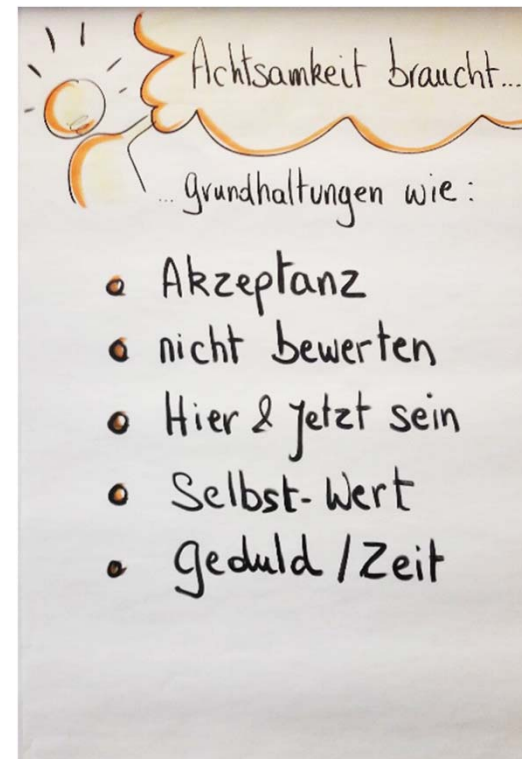 Achtsamkeit braucht...
... grundhaltungen wie:
Akzeptanz
nicht bewerten
Hier & jetzt sein
Selbst-Wert
geduld / Zeit